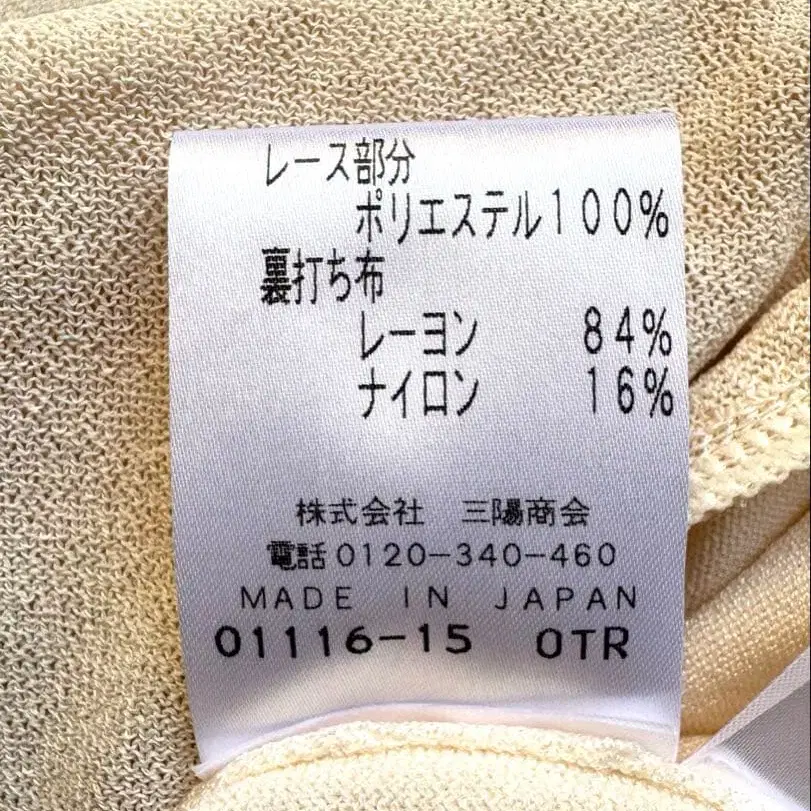 レース部分
ポリエステル100%
裏打ち布
レーヨン 84%
ナイロン 16%
株式会社 三陽商会
電話0120-340-460
MADE IN JAPAN
01116-15 OTR